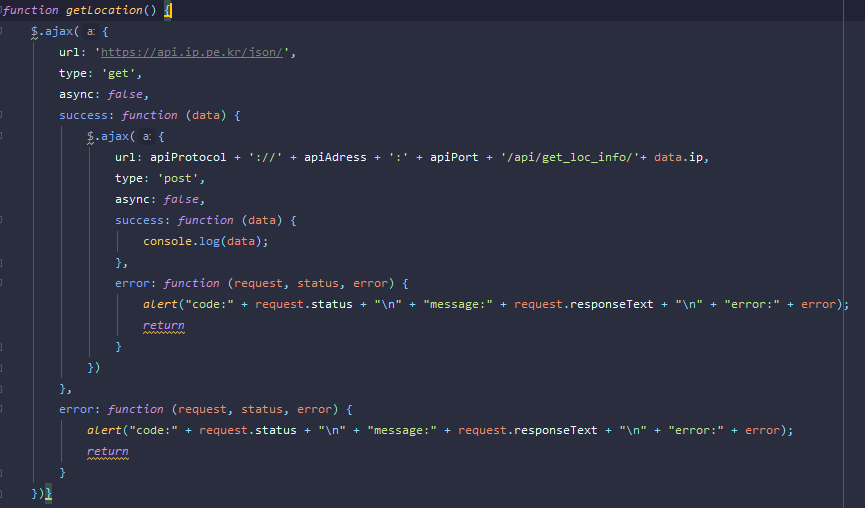 function getLocation() {
$.ajax( a: {
url: 'https://api.ip.pe.kr/json/',
type: 'get',
async: false,
success: function (data) {
$.ajax( a: {
url: apiProtocol + '://' + apiAdress + ':' + apiPort + '/api/get_loc_info/'+ data.ip,
type: 'post',
async: false,
success: function (data) {
console.log(data);
},
error: function (request, status, error) {
alert("code:" + request.status + "\n" + "message:" + request.responseText + "\n" + "error:" + error);
return
}
})
},
error: function (request, status, error) {
alert("code:" + request.status + "\n" + "message:" + request.responseText + "\n" + "error:" + error);
return
}
})}